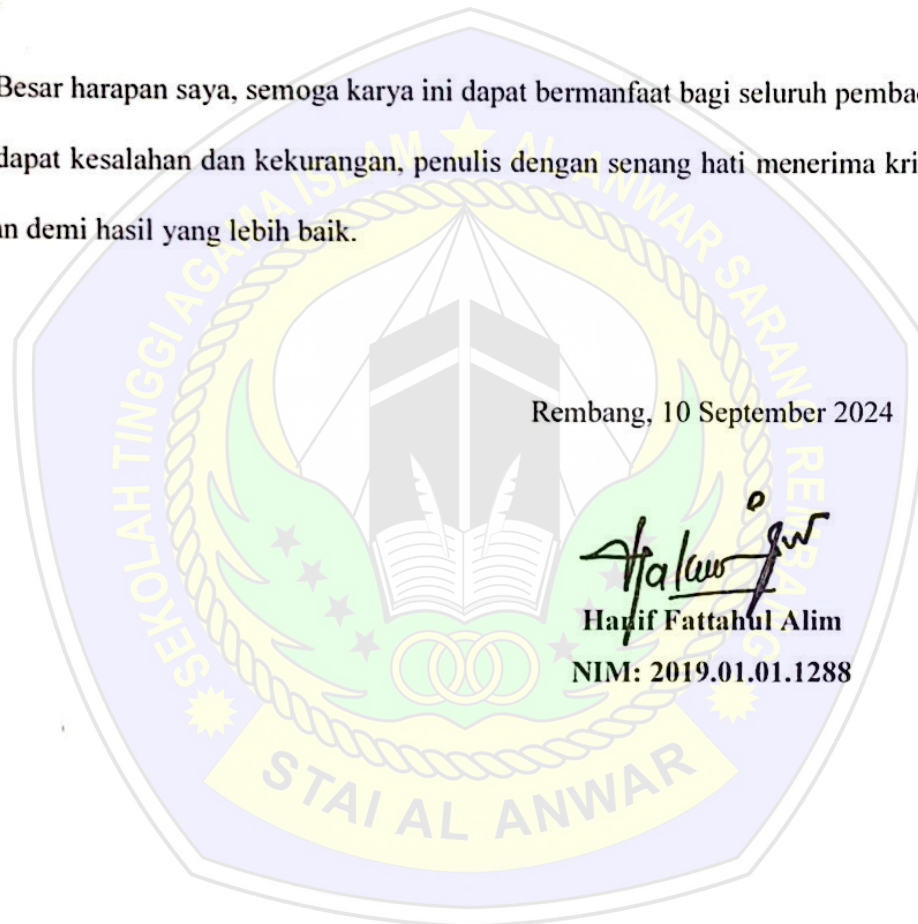 Besar harapan saya, semoga karya ini dapat bermanfaat bagi seluruh pemba
dapat kesalahan dan kekurangan, penulis dengan senang hati menerima kri
an demi hasil yang lebih baik.
SEKOLAH TINGGI AGAMA ISLAM AL ANWAR SARANG REMBANG
Rembang, 10 September 2024
Hanif Fattahul Alim
NIM: 2019.01.01.1288
STAI AL ANWAR